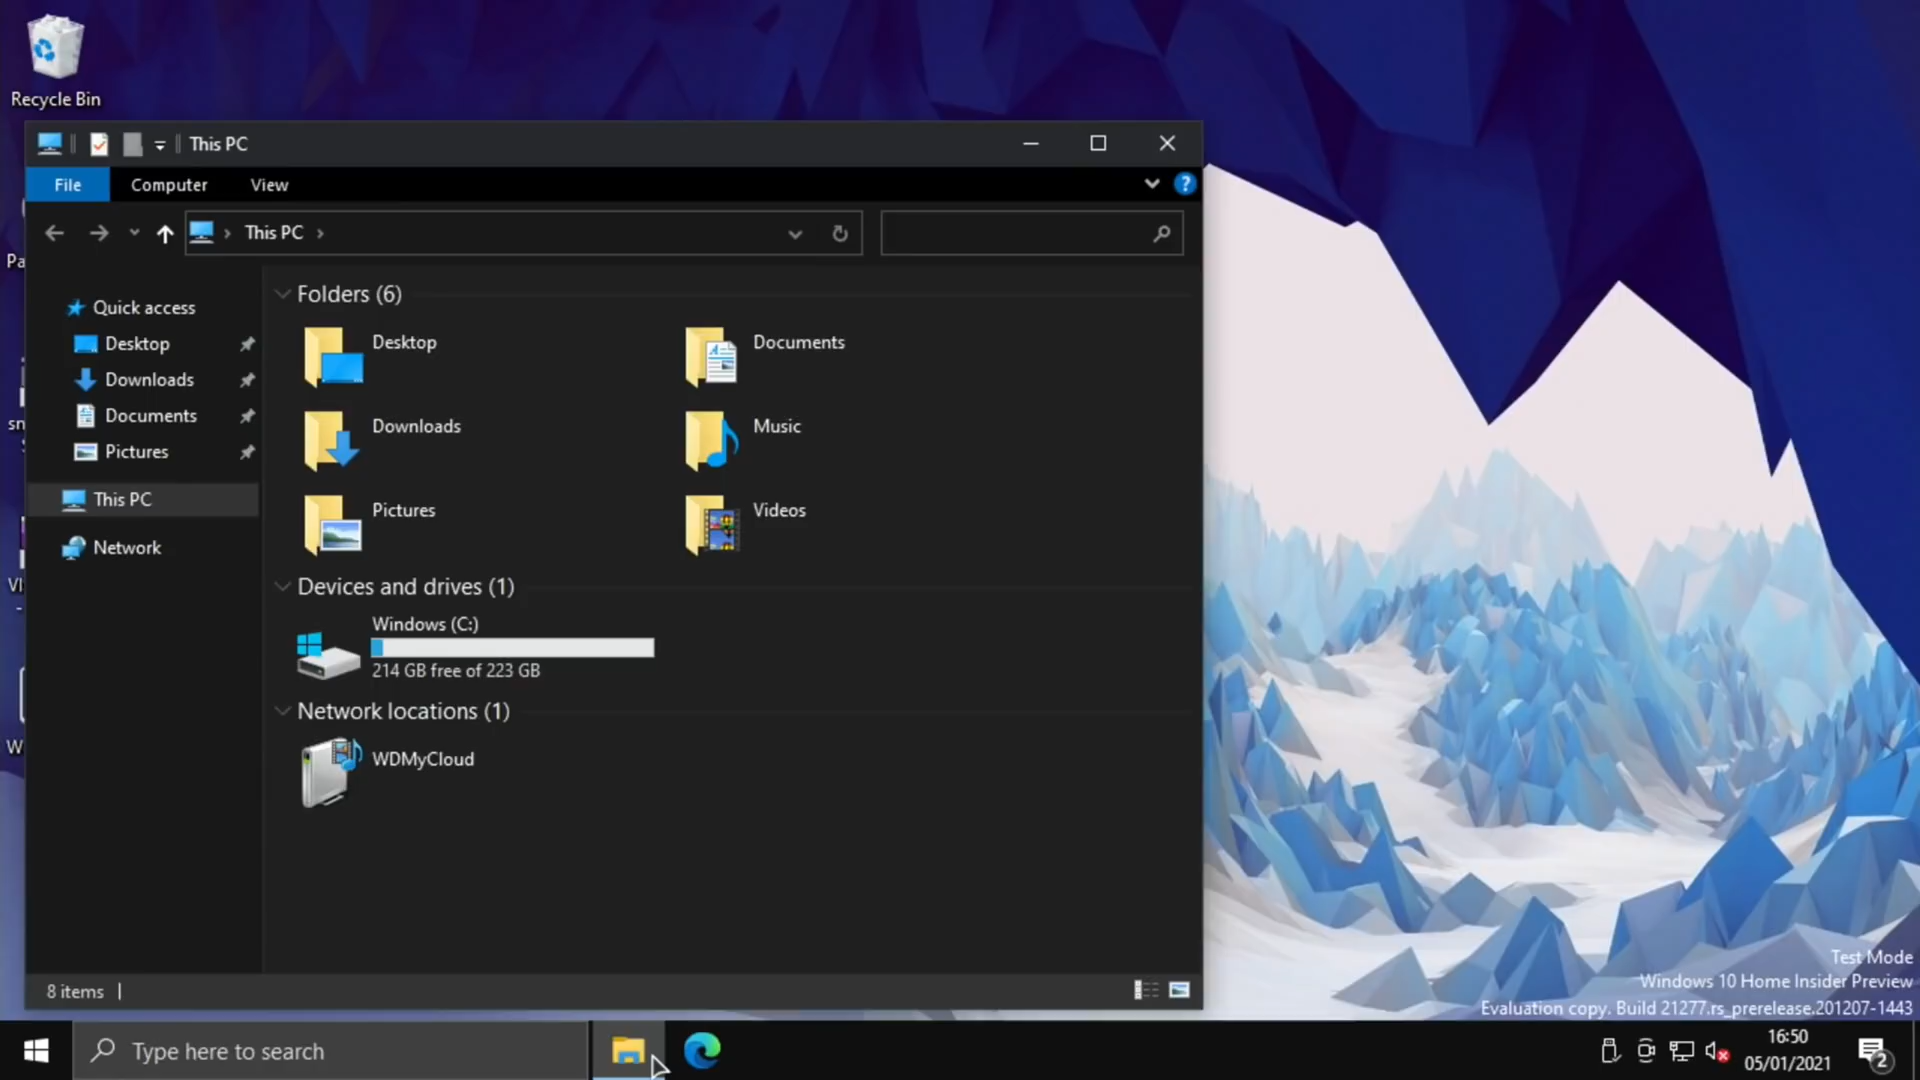 Recycle Bin
This PC
File
Computer
View
?
This PC
Quick access
Desktop
Downloads
Documents
Pictures
This PC
Network
Folders (6)
Desktop
Documents
Downloads
Music
Pictures
Videos
Devices and drives (1)
Windows (C:)
214 GB free of 223 GB
Network locations (1)
WDMyCloud
8 items
Test Mode
Windows 10 Home Insider Preview
Evaluation copy. Build 21277.rs_prerelease.201207-1443
Type here to search
16:50
05/01/2021
2